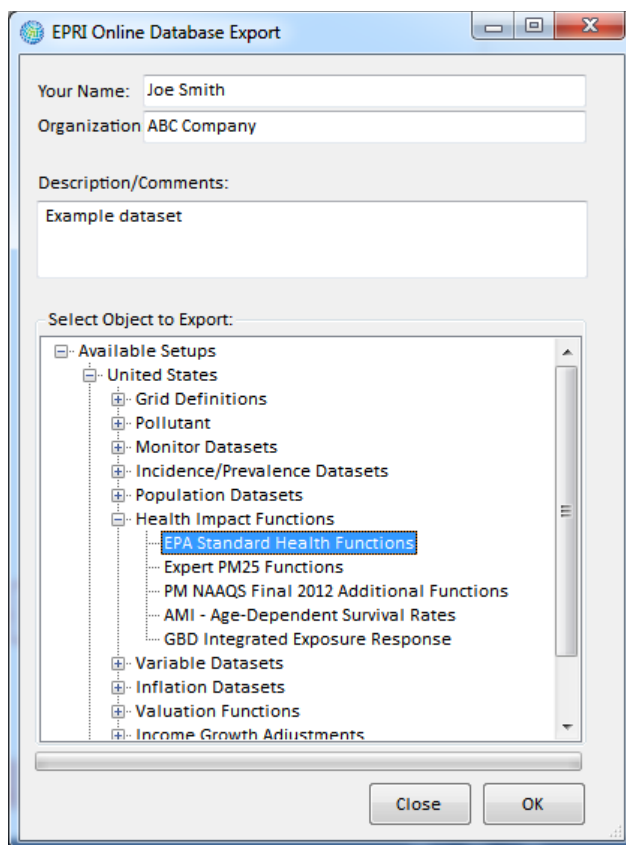 EPRI Online Database Export
Your Name: Joe Smith
Organization ABC Company
Description/Comments:
Example dataset
Select Object to Export:
Available Setups
United States
Grid Definitions
Pollutant
Monitor Datasets
Incidence/Prevalence Datasets
Population Datasets
Health Impact Functions
EPA Standard Health Functions
Expert PM25 Functions
PM NAAQS Final 2012 Additional Functions
AMI - Age-Dependent Survival Rates
GBD Integrated Exposure Response
Variable Datasets
Inflation Datasets
Valuation Functions
Income Growth Adjustments
Close OK